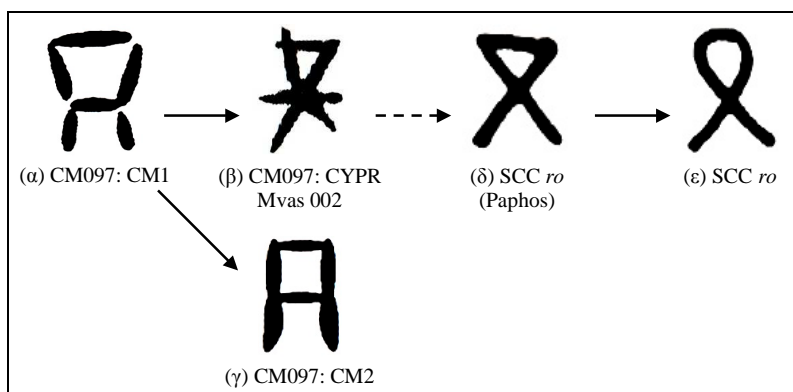 (α) CM097: CM1
(β) CM097: CYPR
Mvas 002
(δ) SCC ro
(Paphos)
(ε) SCC ro
(γ) CM097: CM2